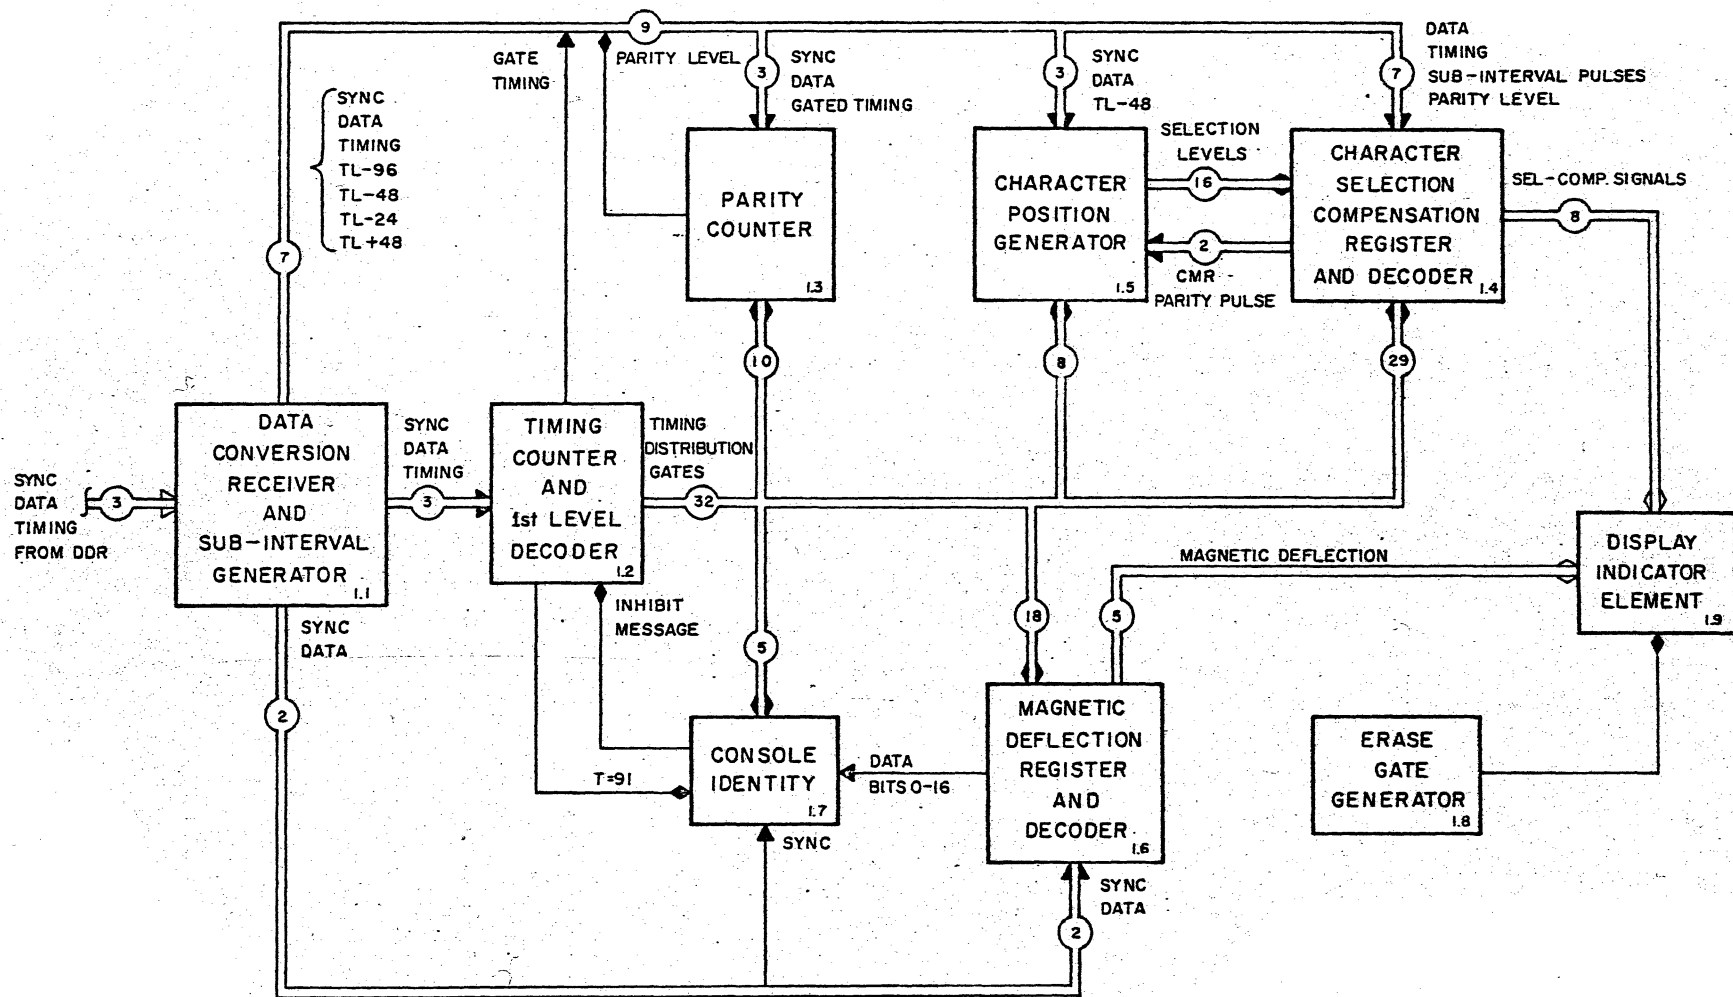 9
GATE
TIMING
PARITY LEVEL
3
SYNC
DATA
GATED TIMING
3
SYNC
DATA
TL-48
7
DATA
TIMING
SUB-INTERVAL PULSES
PARITY LEVEL
SYNC
DATA
TIMING
TL-96
TL-48
TL-24
TL+48
7
PARITY
COUNTER
1.3
CHARACTER
POSITION
GENERATOR
1.5
SELECTION
LEVELS
16
2
CMR
PARITY PULSE
CHARACTER
SELECTION
COMPENSATION
REGISTER
AND DECODER
1.4
SEL-COMP. SIGNALS
8
10
8
29
SYNC
DATA
TIMING
FROM DDR
3
DATA
CONVERSION
RECEIVER
AND
SUB-INTERVAL
GENERATOR
1.1
SYNC
DATA
TIMING
3
TIMING
COUNTER
AND
1st LEVEL
DECODER
1.2
TIMING
DISTRIBUTION
GATES
32
MAGNETIC DEFLECTION
DISPLAY
INDICATOR
ELEMENT
1.9
SYNC
DATA
2
INHIBIT
MESSAGE
5
18
5
T=91
CONSOLE
IDENTITY
1.7
DATA
BITS 0-16
MAGNETIC
DEFLECTION
REGISTER
AND
DECODER
1.6
ERASE
GATE
GENERATOR
1.8
SYNC
SYNC
DATA
2